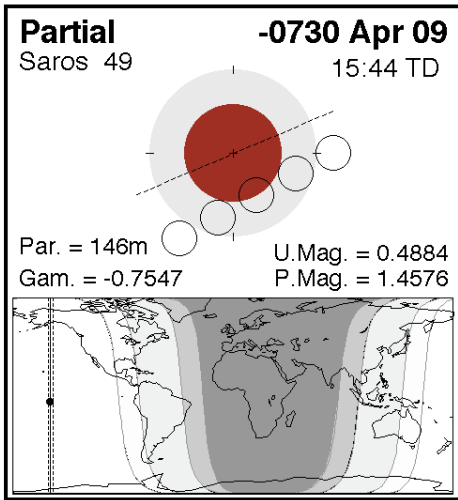 Partial -0730 Apr 09
Saros 49 15:44 TD
Par. = 146m U.Mag. = 0.4884
Gam. = -0.7547 P.Mag. = 1.4576